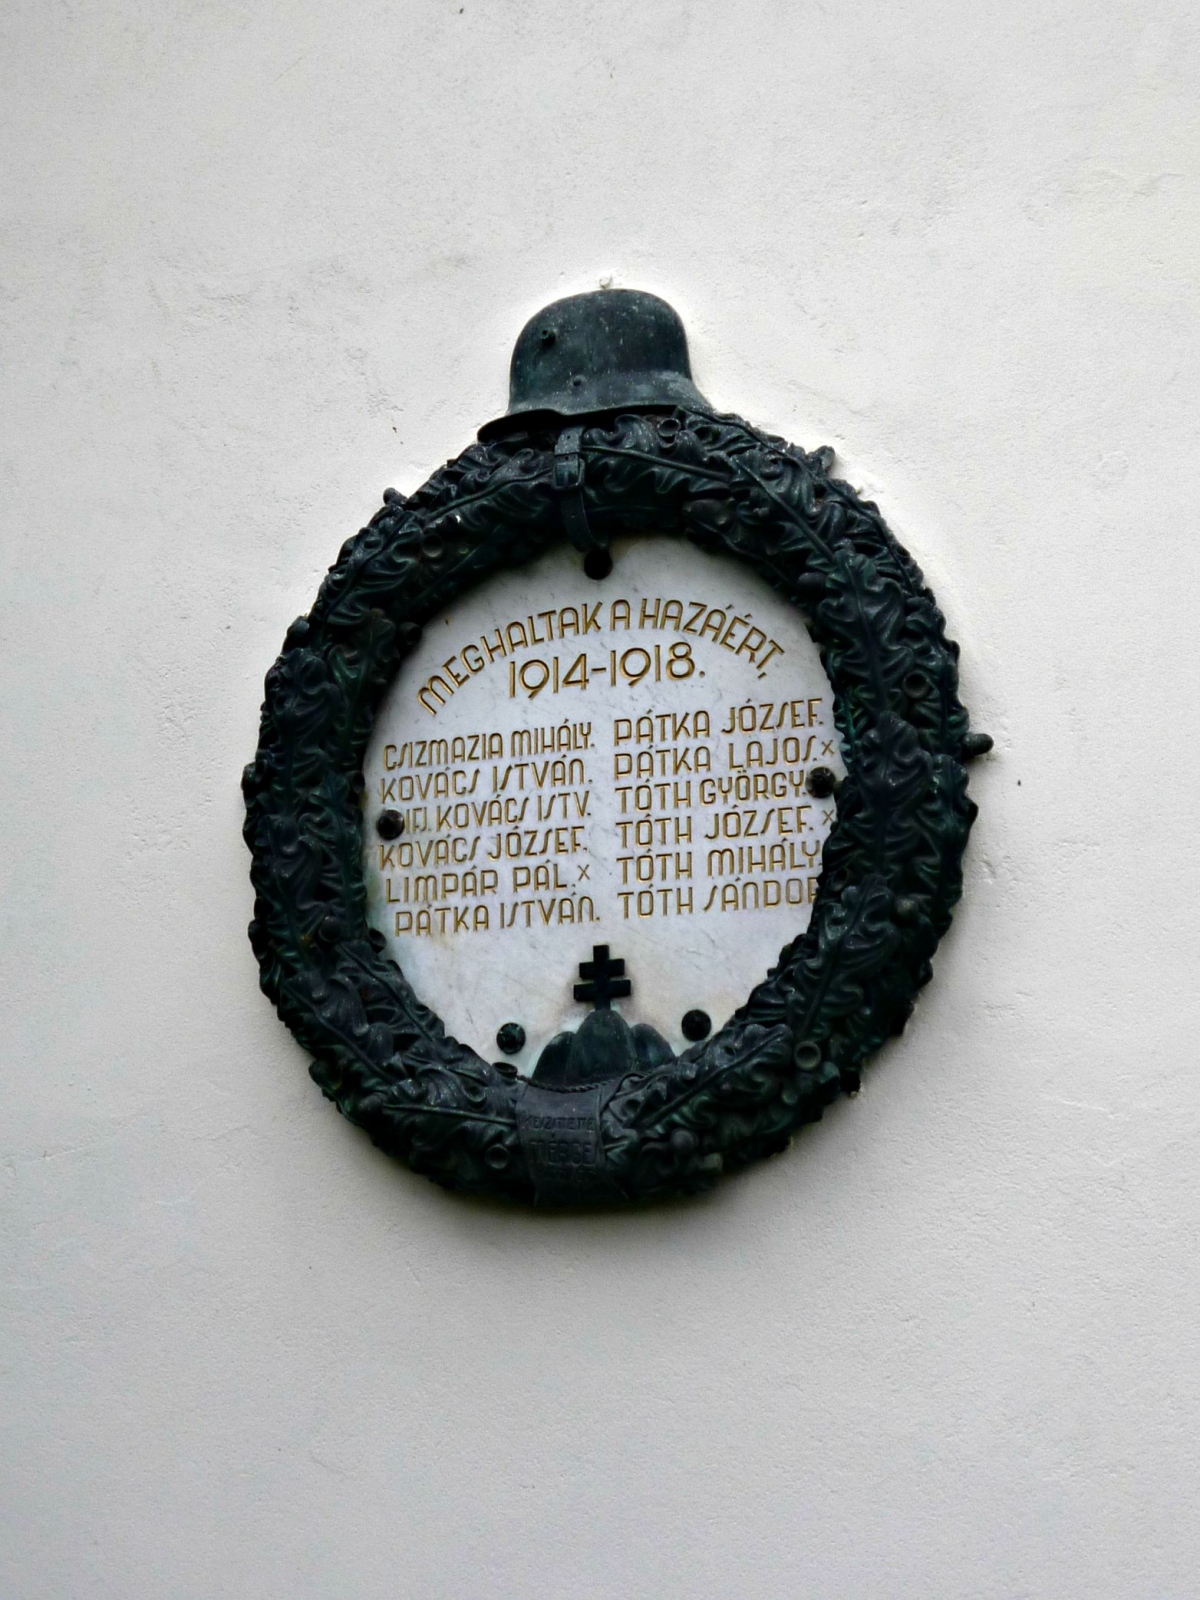 MEGHALTAK A HAZÁÉRT,
1914-1918.
CSIZMAZIA MIHÁLY.
KOVÁCS ISTVÁN.
IFJ. KOVÁCS ISTV.
KOVÁCS JÓZSEF.
LIMPÁR PÁL.x
PÁTKA ISTVÁN.
PÁTKA JÓZSEF.
PÁTKA LAJOS.x
TÓTH GYÖRGY.
TÓTH JÓZSEF.x
TÓTH MIHÁLY.
TÓTH SÁNDOR